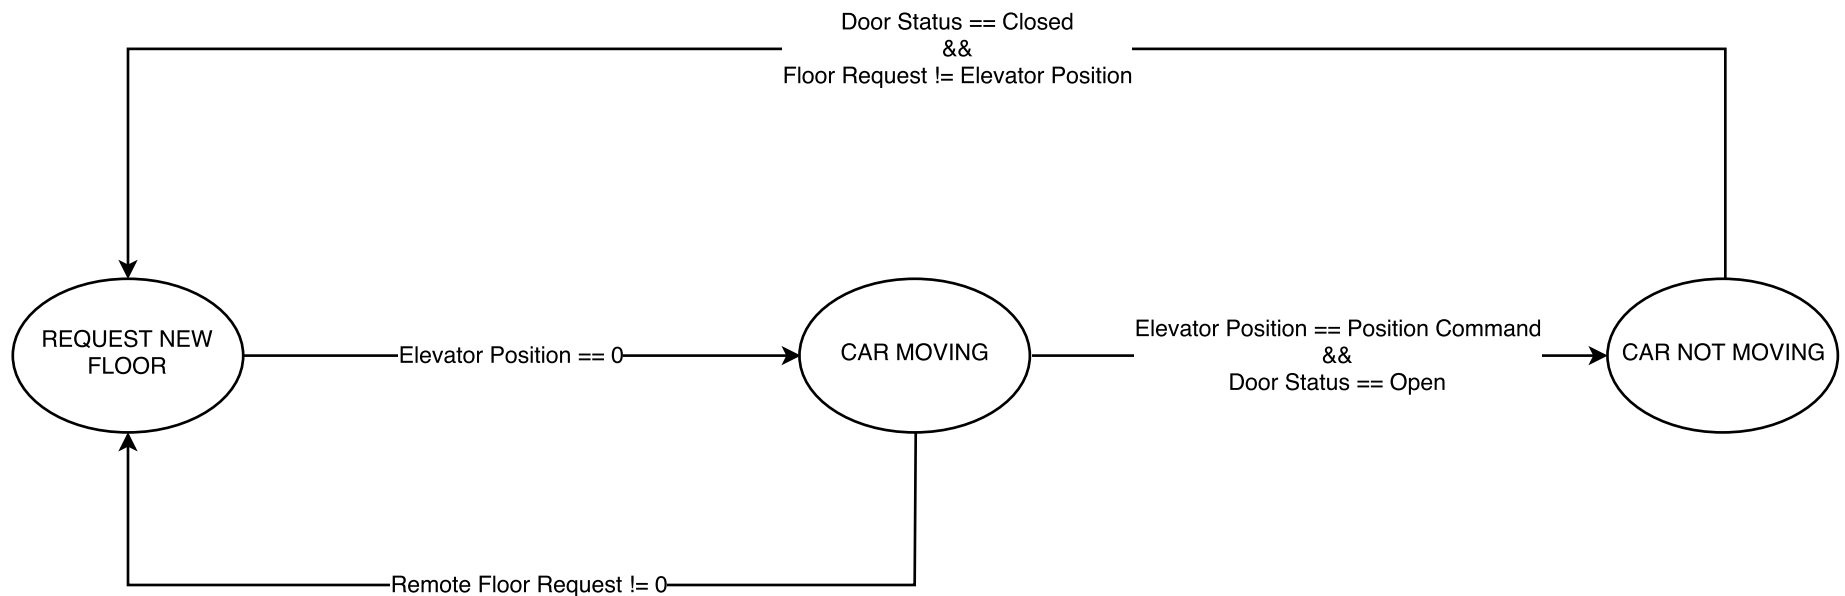 Door Status == Closed
&&
Floor Request != Elevator Position
REQUEST NEW
FLOOR
Elevator Position == 0
CAR MOVING
Elevator Position == Position Command
&&
Door Status == Open
CAR NOT MOVING
Remote Floor Request != 0